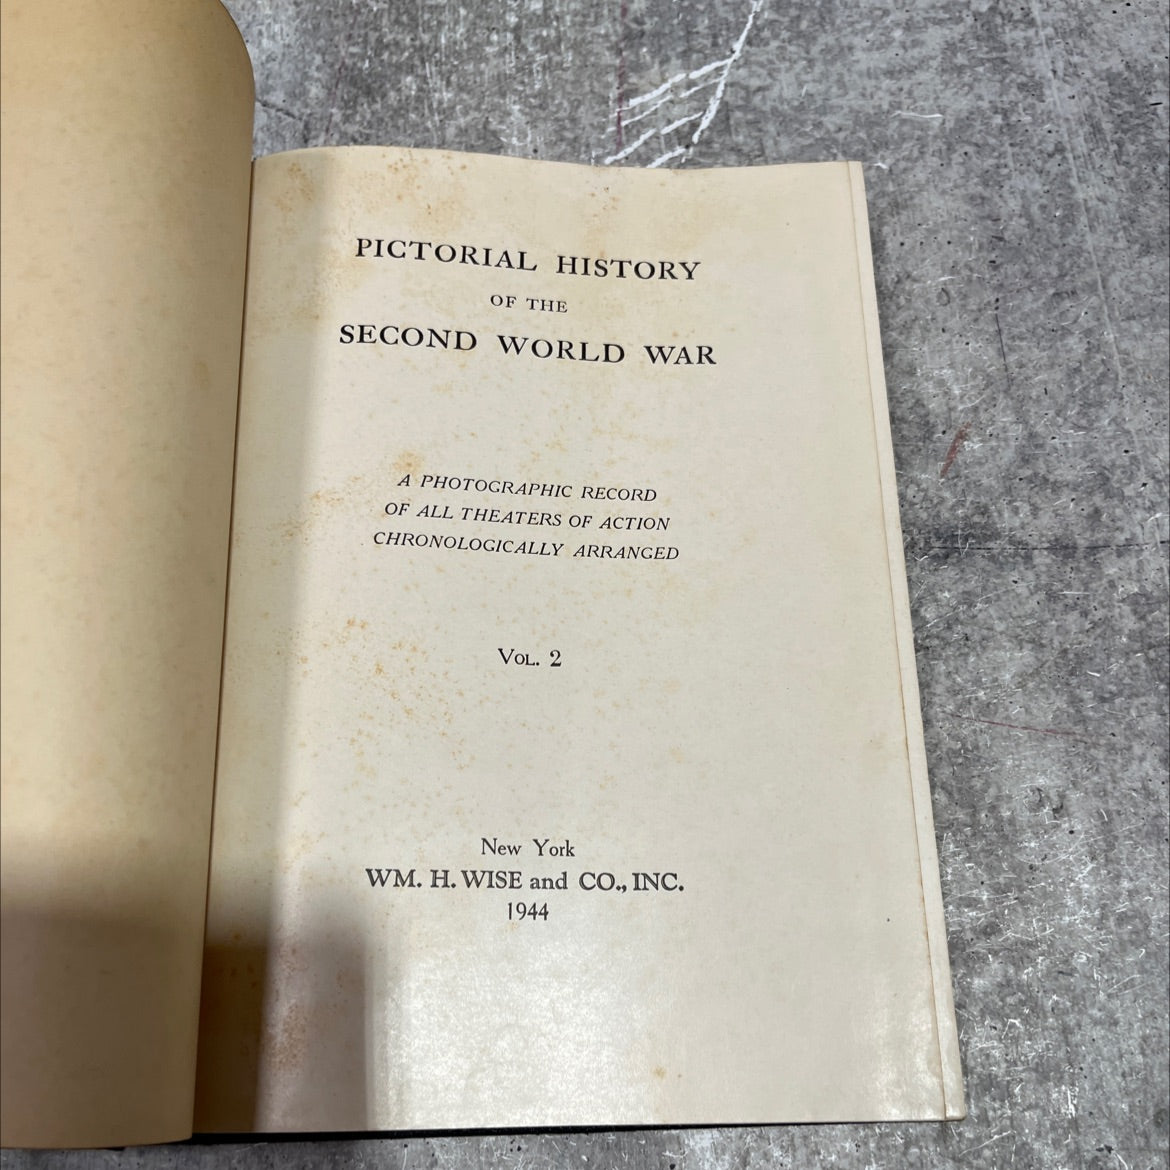 PICTORIAL HISTORY
OF THE
SECOND WORLD WAR
A PHOTOGRAPHIC RECORD
OF ALL THEATERS OF ACTION
CHRONOLOGICALLY ARRANGED
VOL. 2
New York
WM. H. WISE and CO., INC.
1944